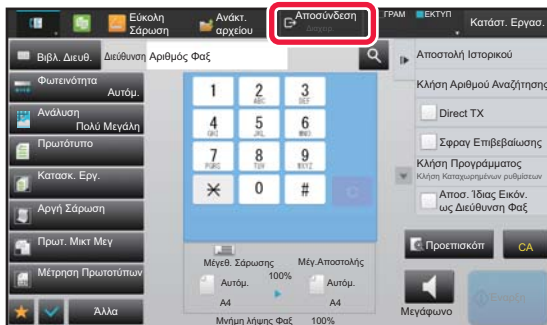 Εύκολη
Σάρωση
Ανάκτ.
αρχείου
Αποσύνδεση
ΓΡΑΜ
ΕΚΤΥΠ
Κατάστ. Εργασ.
Βιβλ. Διευθ.
Διεύθυνση
Αριθμός Φαξ
Φωτεινότητα
Αυτόμ.
Ανάλυση
Πολύ Μεγάλη
Πρωτότυπο
Κατασκ. Εργ.
Αργή Σάρωση
Πρωτ. Μικτ Μεγ
Μέτρηση Πρωτοτύπων
Άλλα
1
2 ABC
3 DEF
4 GHI
5 JKL
6 MNO
7 PQRS
8 TUV
9 WXYZ
0
#
C
Μέγεθ. Σάρωσης
Μέγ.Αποστολής
100%
Αυτόμ.
Αυτόμ.
A4
A4
Μνήμη λήψης Φαξ 100%
Αποστολή Ιστορικού
Κλήση Αριθμού Αναζήτησης
Direct TX
Σφραγ Επιβεβαίωσης
Κλήση Προγράμματος
Κλήση Καταχωρημένων ρυθμίσεων
Αποσ. Ίδιας Εικόν.
ως Διεύθυνση Φαξ
Προεπισκόπ
CA
Μεγάφωνο
Έναρξη